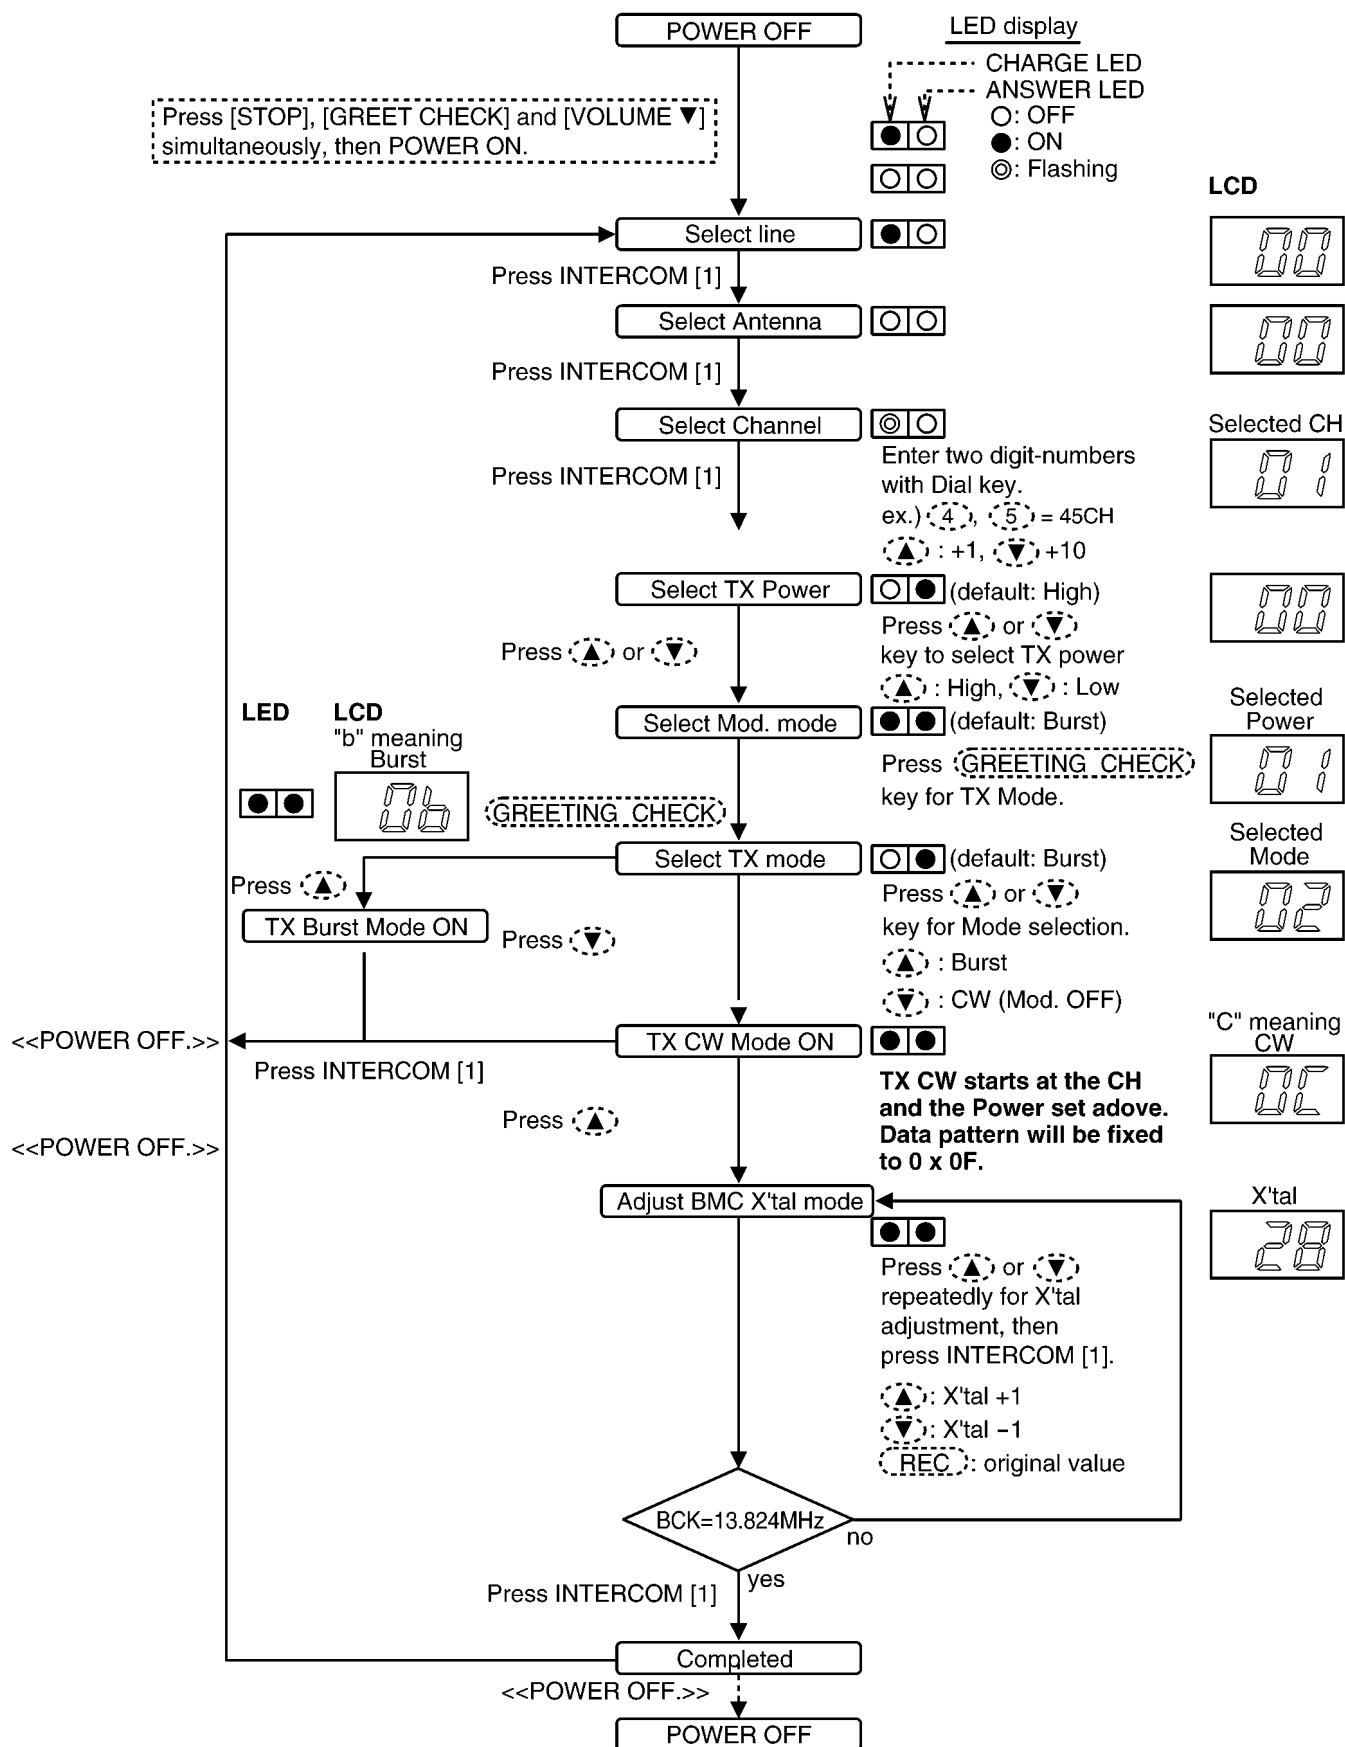 POWER OFF
LED display
CHARGE LED
ANSWER LED
○: OFF
●: ON
◎: Flashing
Press [STOP], [GREET CHECK] and [VOLUME ▼]
simultaneously, then POWER ON.
LCD
Select line
00
Press INTERCOM [1]
Select Antenna
00
Press INTERCOM [1]
Select Channel
Selected CH
01
Press INTERCOM [1]
Enter two digit-numbers
with Dial key.
ex.) 4, 5 = 45CH
▲ : +1, ▼ +10
Select TX Power
(default: High)
00
Press ▲ or ▼
Press ▲ or ▼
key to select TX power
▲ : High, ▼ : Low
Select Mod. mode
(default: Burst)
Selected
Power
01
LED
LCD
"b" meaning
Burst
0b
GREETING CHECK
Press GREETING CHECK
key for TX Mode.
Select TX mode
(default: Burst)
Selected
Mode
02
Press ▲
TX Burst Mode ON
Press ▼
Press ▲ or ▼
key for Mode selection.
▲ : Burst
▼ : CW (Mod. OFF)
<<POWER OFF.>>
TX CW Mode ON
"C" meaning
CW
0C
Press INTERCOM [1]
Press ▲
TX CW starts at the CH
and the Power set adove.
Data pattern will be fixed
to 0 x 0F.
<<POWER OFF.>>
Adjust BMC X'tal mode
X'tal
28
Press ▲ or ▼
repeatedly for X'tal
adjustment, then
press INTERCOM [1].
▲: X'tal +1
▼: X'tal −1
REC : original value
BCK=13.824MHz
no
yes
Press INTERCOM [1]
Completed
<<POWER OFF.>>
POWER OFF